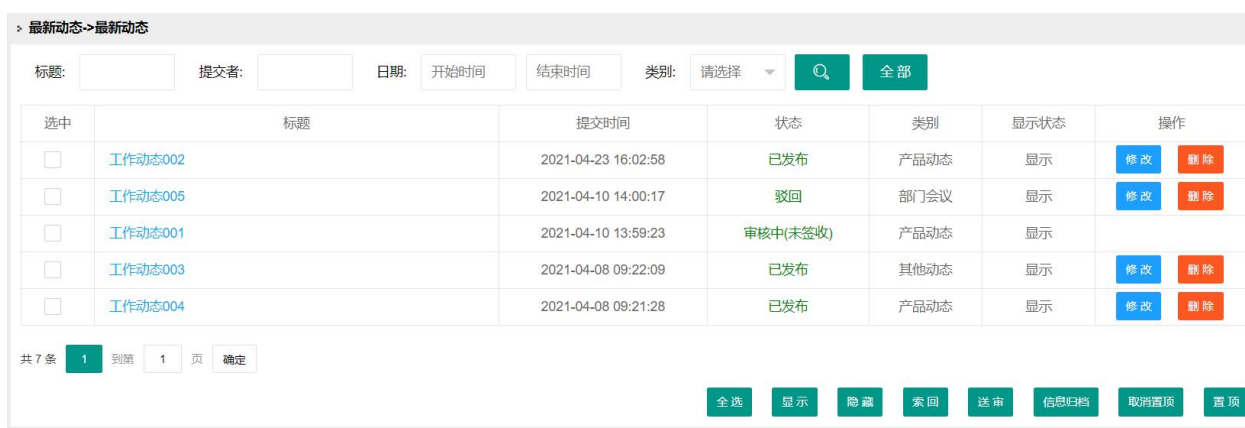 最新动态->最新动态
标题: 提交者: 日期: 开始时间 结束时间 类别: 请选择 全部
选中 标题 提交时间 状态 类别 显示状态 操作
工作动态002 2021-04-23 16:02:58 已发布 产品动态 显示 修改 删除
工作动态005 2021-04-10 14:00:17 驳回 部门会议 显示 修改 删除
工作动态001 2021-04-10 13:59:23 审核中(未签收) 产品动态 显示
工作动态003 2021-04-08 09:22:09 已发布 其他动态 显示 修改 删除
工作动态004 2021-04-08 09:21:28 已发布 产品动态 显示 修改 删除
共7条 1 到第 1 页 确定
全选 显示 隐藏 索回 送审 信息归档 取消置顶 置顶